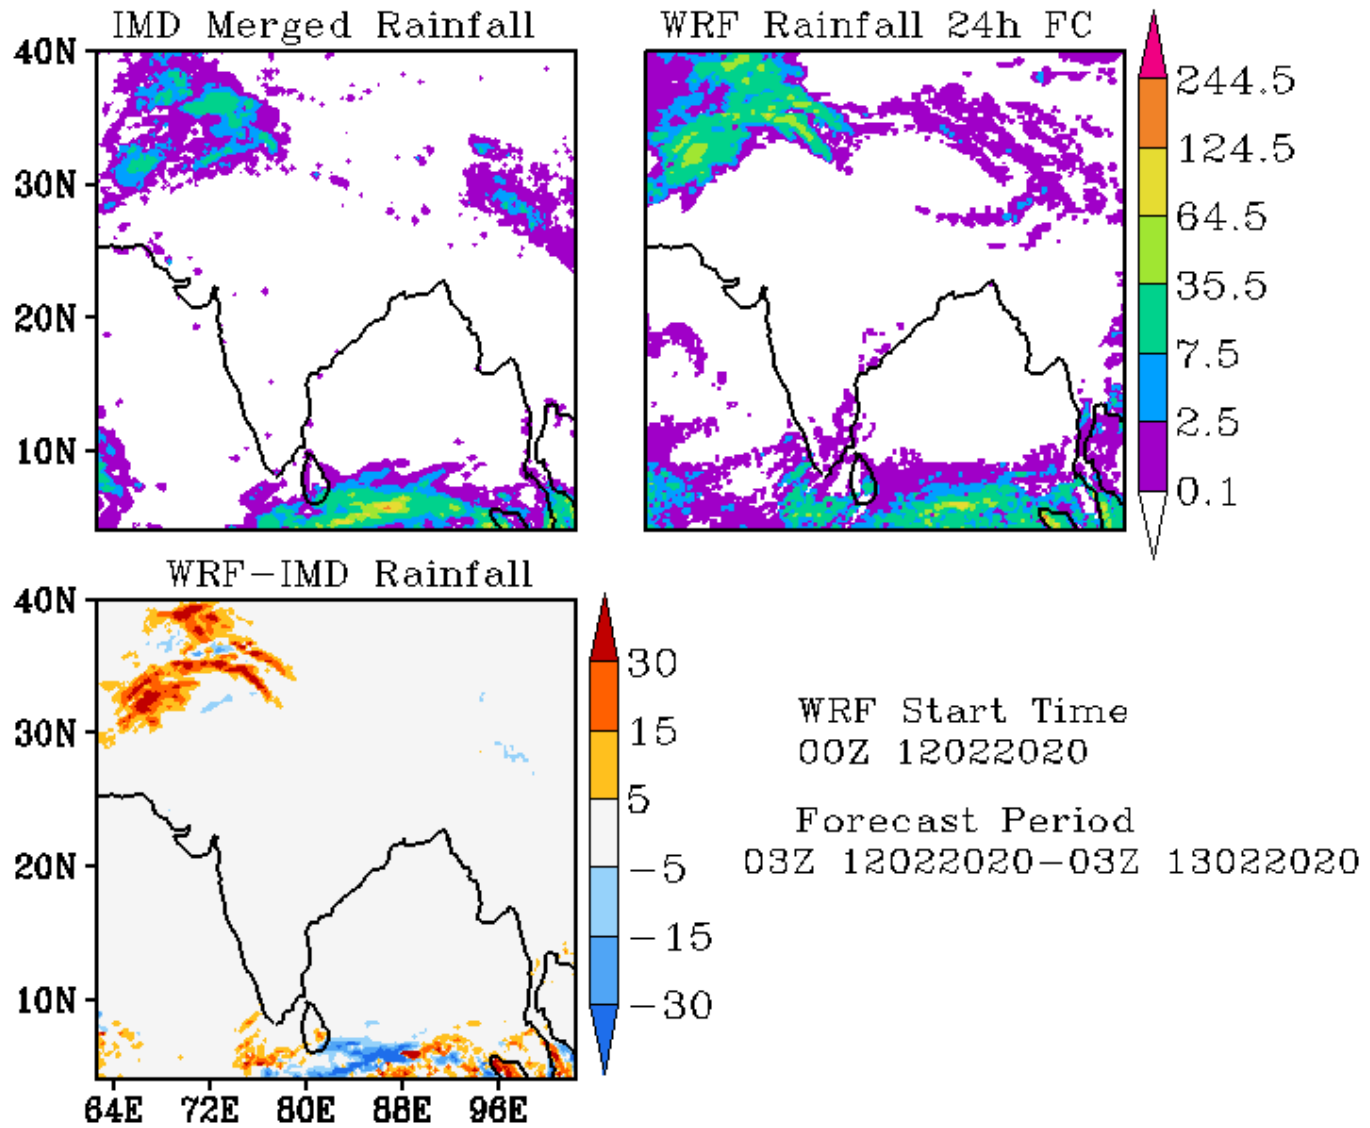 IMD Merged Rainfall
WRF Rainfall 24h FC
40N
30N
20N
10N
244.5
124.5
64.5
35.5
7.5
2.5
0.1
WRF-IMD Rainfall
40N
30N
20N
10N
64E 72E 80E 88E 96E
30
15
5
-5
-15
-30
WRF Start Time
00Z 12022020
Forecast Period
03Z 12022020-03Z 13022020